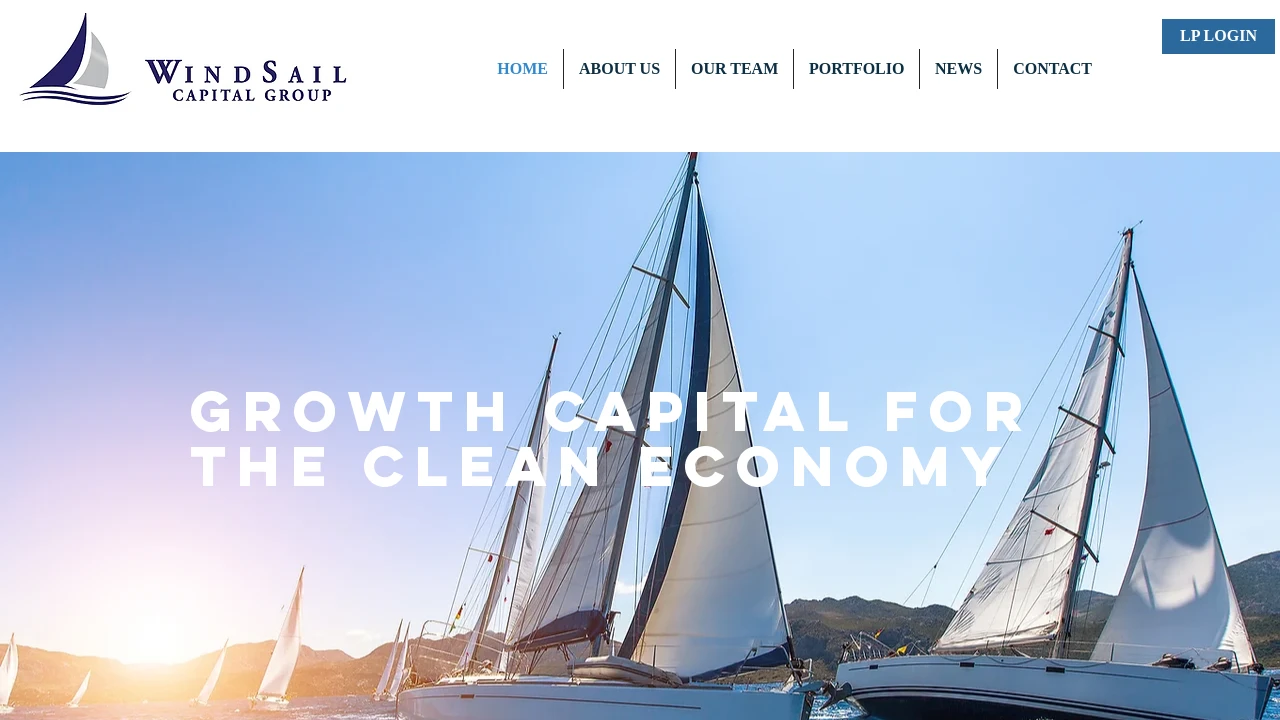 WINDSAIL
CAPITAL GROUP
HOME
ABOUT US
OUR TEAM
PORTFOLIO
NEWS
CONTACT
LP LOGIN
GROWTH CAPITAL FOR
THE CLEAN ECONOMY